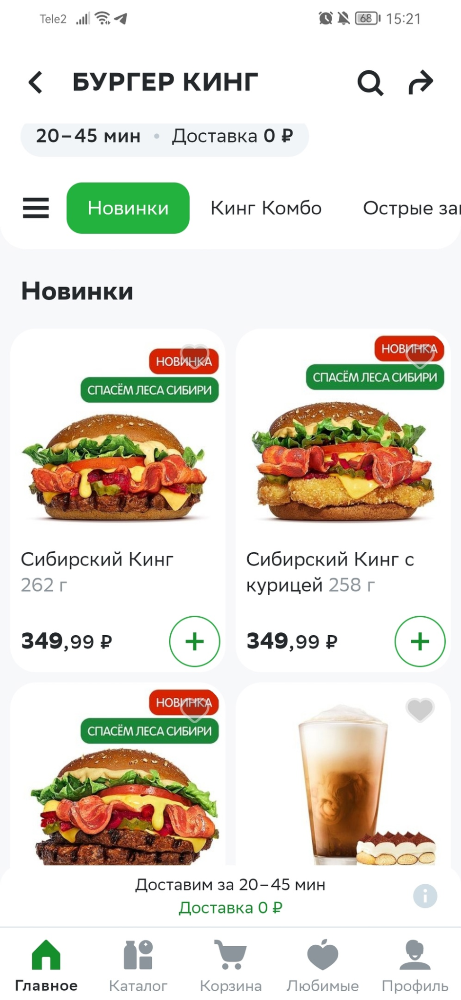 Tele2 68 15:21
БУРГЕР КИНГ
20–45 мин • Доставка 0 ₽
Новинки Кинг Комбо Острые
Новинки
НОВИНКА
СПАСЁМ ЛЕСА СИБИРИ
НОВИНКА
СПАСЁМ ЛЕСА СИБИРИ
Сибирский Кинг
262 г
Сибирский Кинг с
курицей 258 г
349,99 ₽
349,99 ₽
НОВИНКА
СПАСЁМ ЛЕСА СИБИРИ
Доставим за 20–45 мин
Доставка 0 ₽
Главное Каталог Корзина Любимые Профиль